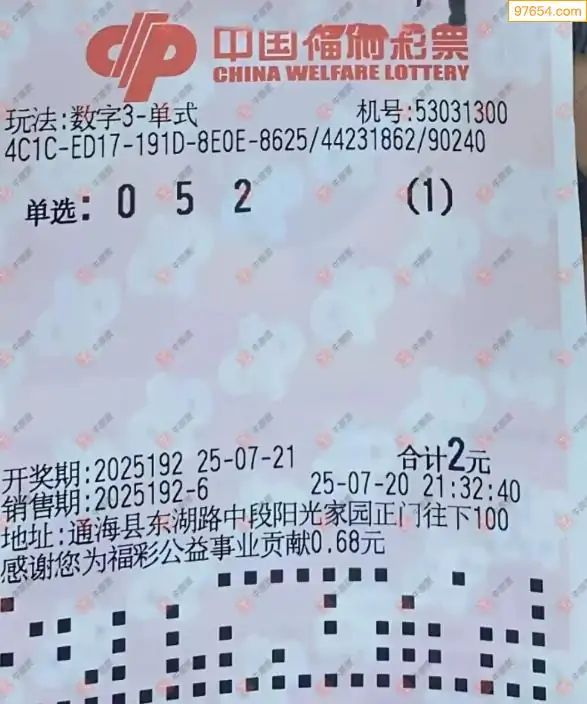 97654.com
中国福利彩票
CHINA WELFARE LOTTERY
玩法:数字3-单式 机号:53031300
4C1C-ED17-191D-8E0E-8625/44231862/90240
单选: 0 5 2 (1)
开奖期:2025192 25-07-21 合计2元
销售期:2025192-6 25-07-20 21:32:40
地址:通海县东湖路中段阳光家园正门往下100
感谢您为福彩公益事业贡献0.68元